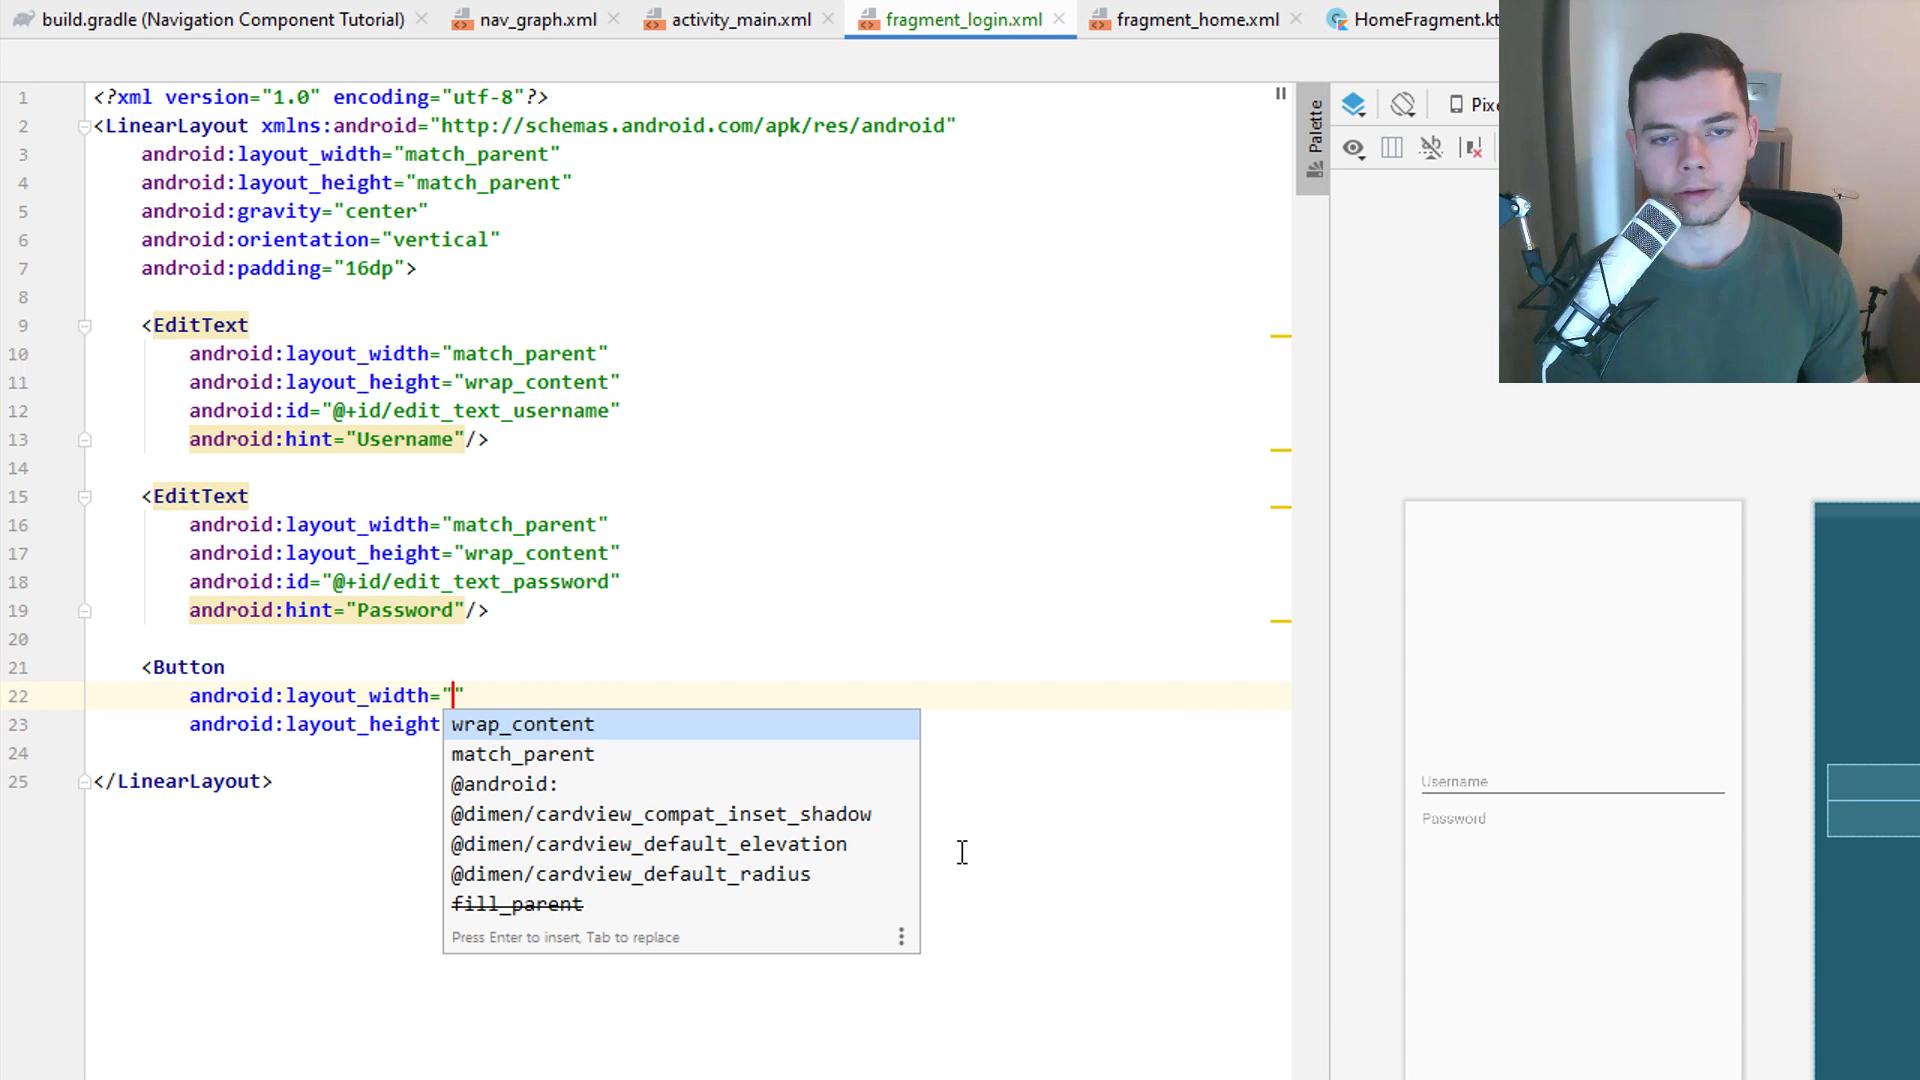 build.gradle (Navigation Component Tutorial)
nav_graph.xml
activity_main.xml
fragment_login.xml
fragment_home.xml
HomeFragment.kt
1 <?xml version="1.0" encoding="utf-8"?>
2 <LinearLayout xmlns:android="http://schemas.android.com/apk/res/android"
3 android:layout_width="match_parent"
4 android:layout_height="match_parent"
5 android:gravity="center"
6 android:orientation="vertical"
7 android:padding="16dp">
8
9 <EditText
10 android:layout_width="match_parent"
11 android:layout_height="wrap_content"
12 android:id="@+id/edit_text_username"
13 android:hint="Username"/>
14
15 <EditText
16 android:layout_width="match_parent"
17 android:layout_height="wrap_content"
18 android:id="@+id/edit_text_password"
19 android:hint="Password"/>
20
21 <Button
22 android:layout_width=""
23 android:layout_height
24
25 </LinearLayout>
wrap_content
match_parent
@android:
@dimen/cardview_compat_inset_shadow
@dimen/cardview_default_elevation
@dimen/cardview_default_radius
fill_parent
Press Enter to insert, Tab to replace
Palette
Pixe
Username
Password